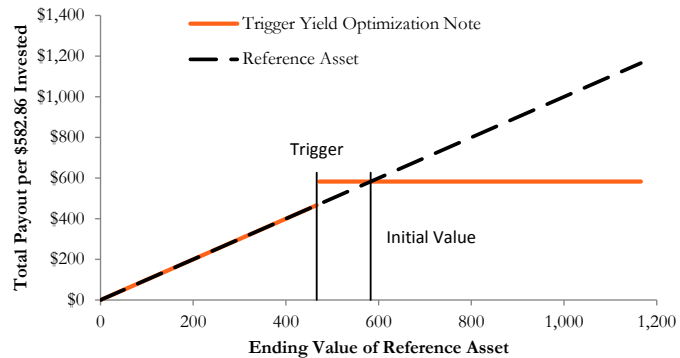 $1,400
Trigger Yield Optimization Note
$1,200
Reference Asset
$1,000
$800
Trigger
$600
$400
Initial Value
$200
$0
0
200
400
600
800
1,000
1,200
Total Payout per $582.86 Invested
Ending Value of Reference Asset